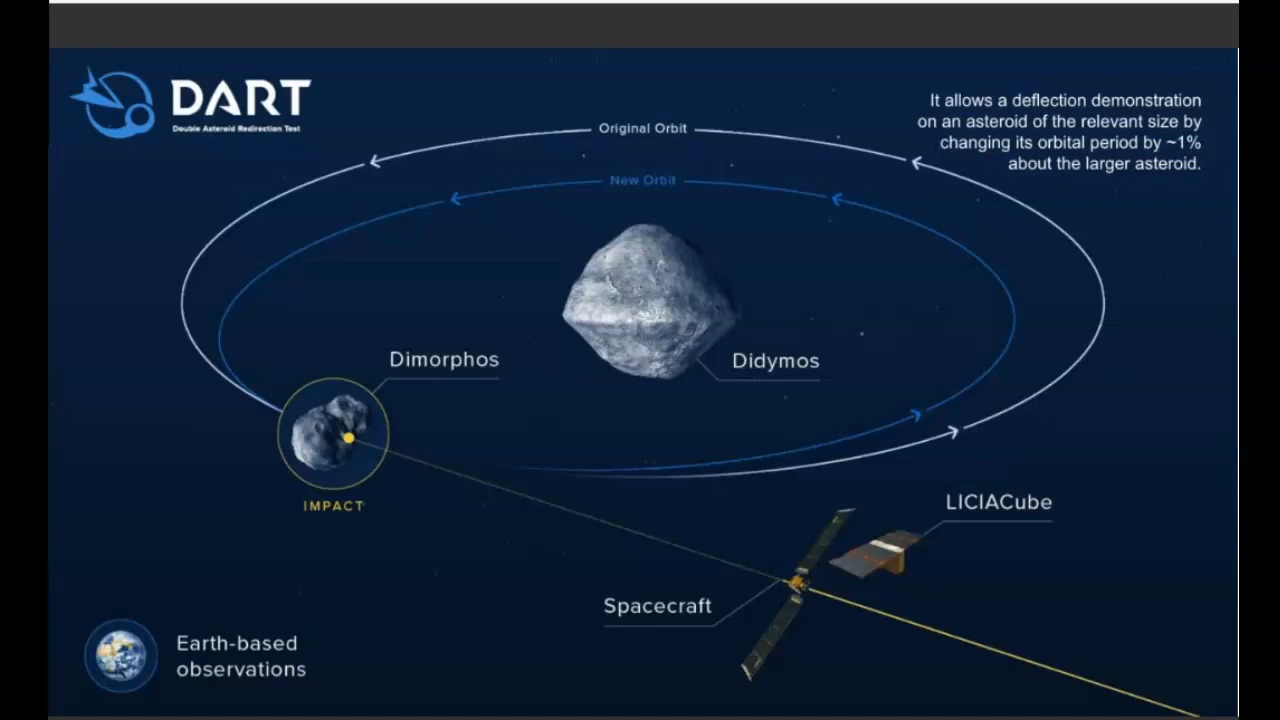 DART
Double Asteroid Redirection Test
It allows a deflection demonstration
on an asteroid of the relevant size by
changing its orbital period by ~1%
about the larger asteroid.
Original Orbit
New Orbit
Dimorphos
Didymos
IMPACT
LICIACube
Spacecraft
Earth-based
observations